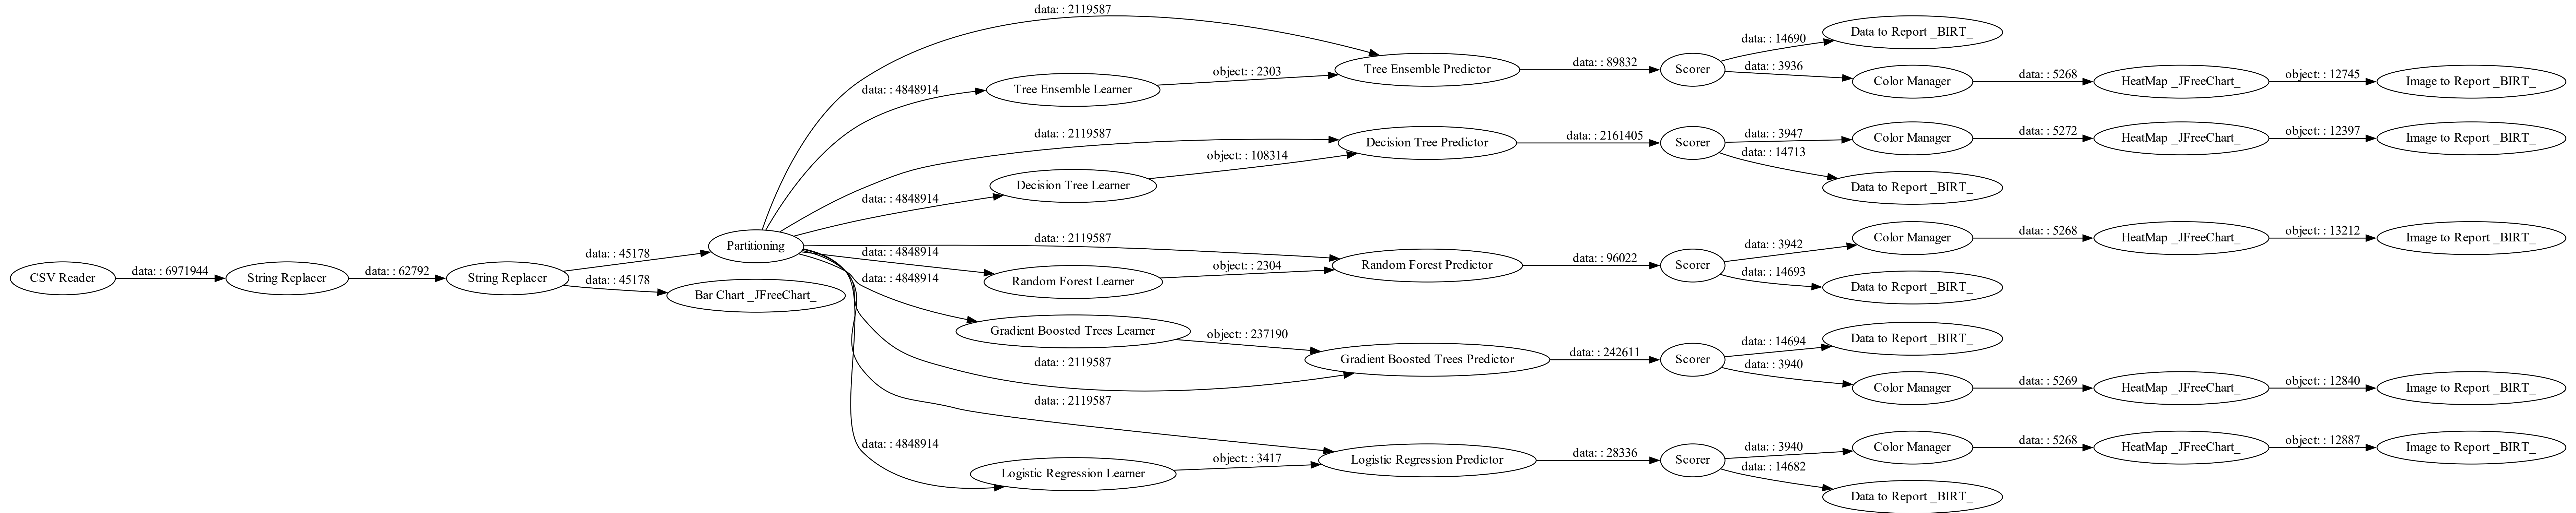 data: : 2119587
data: : 14690
Data to Report _BIRT_
Tree Ensemble Predictor
data: : 89832
Scorer
data: : 3936
Color Manager
data: : 5268
HeatMap _JFreeChart_
object: : 12745
Image to Report _BIRT_
object: : 2303
Tree Ensemble Learner
data: : 4848914
data: : 2119587
Decision Tree Predictor
data: : 2161405
Scorer
data: : 3947
Color Manager
data: : 5272
HeatMap _JFreeChart_
object: : 12397
Image to Report _BIRT_
data: : 14713
Data to Report _BIRT_
object: : 108314
Decision Tree Learner
data: : 4848914
Partitioning
data: : 2119587
data: : 4848914
Random Forest Learner
object: : 2304
Random Forest Predictor
data: : 96022
Scorer
data: : 3942
Color Manager
data: : 5268
HeatMap _JFreeChart_
object: : 13212
Image to Report _BIRT_
data: : 14693
Data to Report _BIRT_
CSV Reader
data: : 6971944
String Replacer
data: : 62792
String Replacer
data: : 45178
data: : 45178
Bar Chart _JFreeChart_
data: : 4848914
Gradient Boosted Trees Learner
object: : 237190
Gradient Boosted Trees Predictor
data: : 2119587
data: : 242611
Scorer
data: : 14694
Data to Report _BIRT_
data: : 3940
Color Manager
data: : 5269
HeatMap _JFreeChart_
object: : 12840
Image to Report _BIRT_
data: : 2119587
data: : 4848914
Logistic Regression Learner
object: : 3417
Logistic Regression Predictor
data: : 28336
Scorer
data: : 3940
Color Manager
data: : 5268
HeatMap _JFreeChart_
object: : 12887
Image to Report _BIRT_
data: : 14682
Data to Report _BIRT_